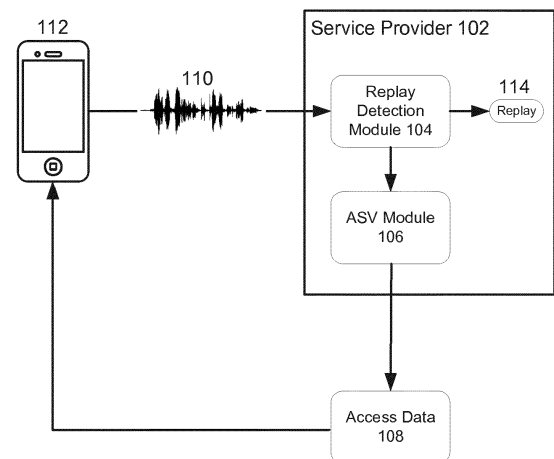 112
110
Service Provider 102
Replay
Detection
Module 104
114
Replay
ASV Module
106
Access Data
108